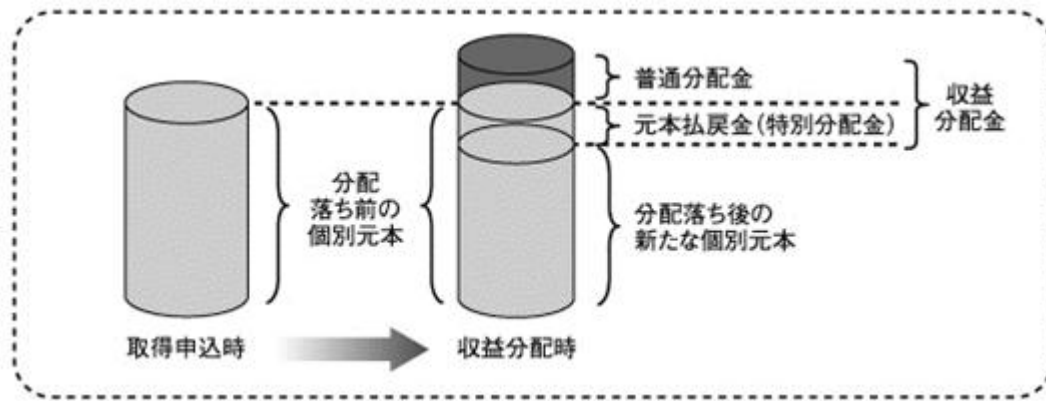 普通分配金
元本払戻金(特別分配金)
収益
分配金
分配
落ち前の
個別元本
分配落ち後の
新たな個別元本
取得申込時
収益分配時